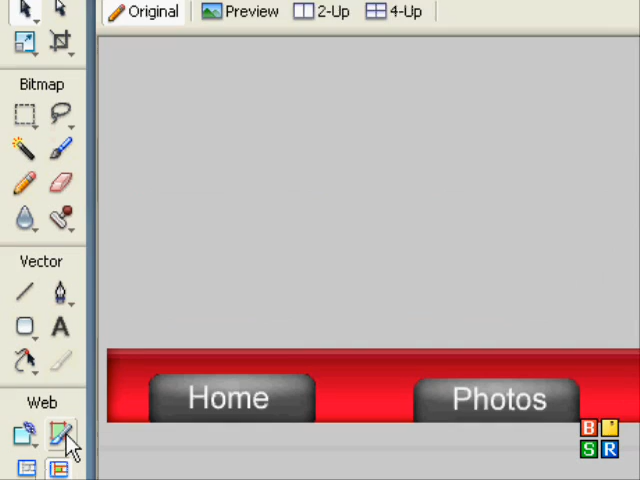 Original Preview 2-Up 4-Up
Bitmap
Vector
A
Web
Home Photos
B
S R